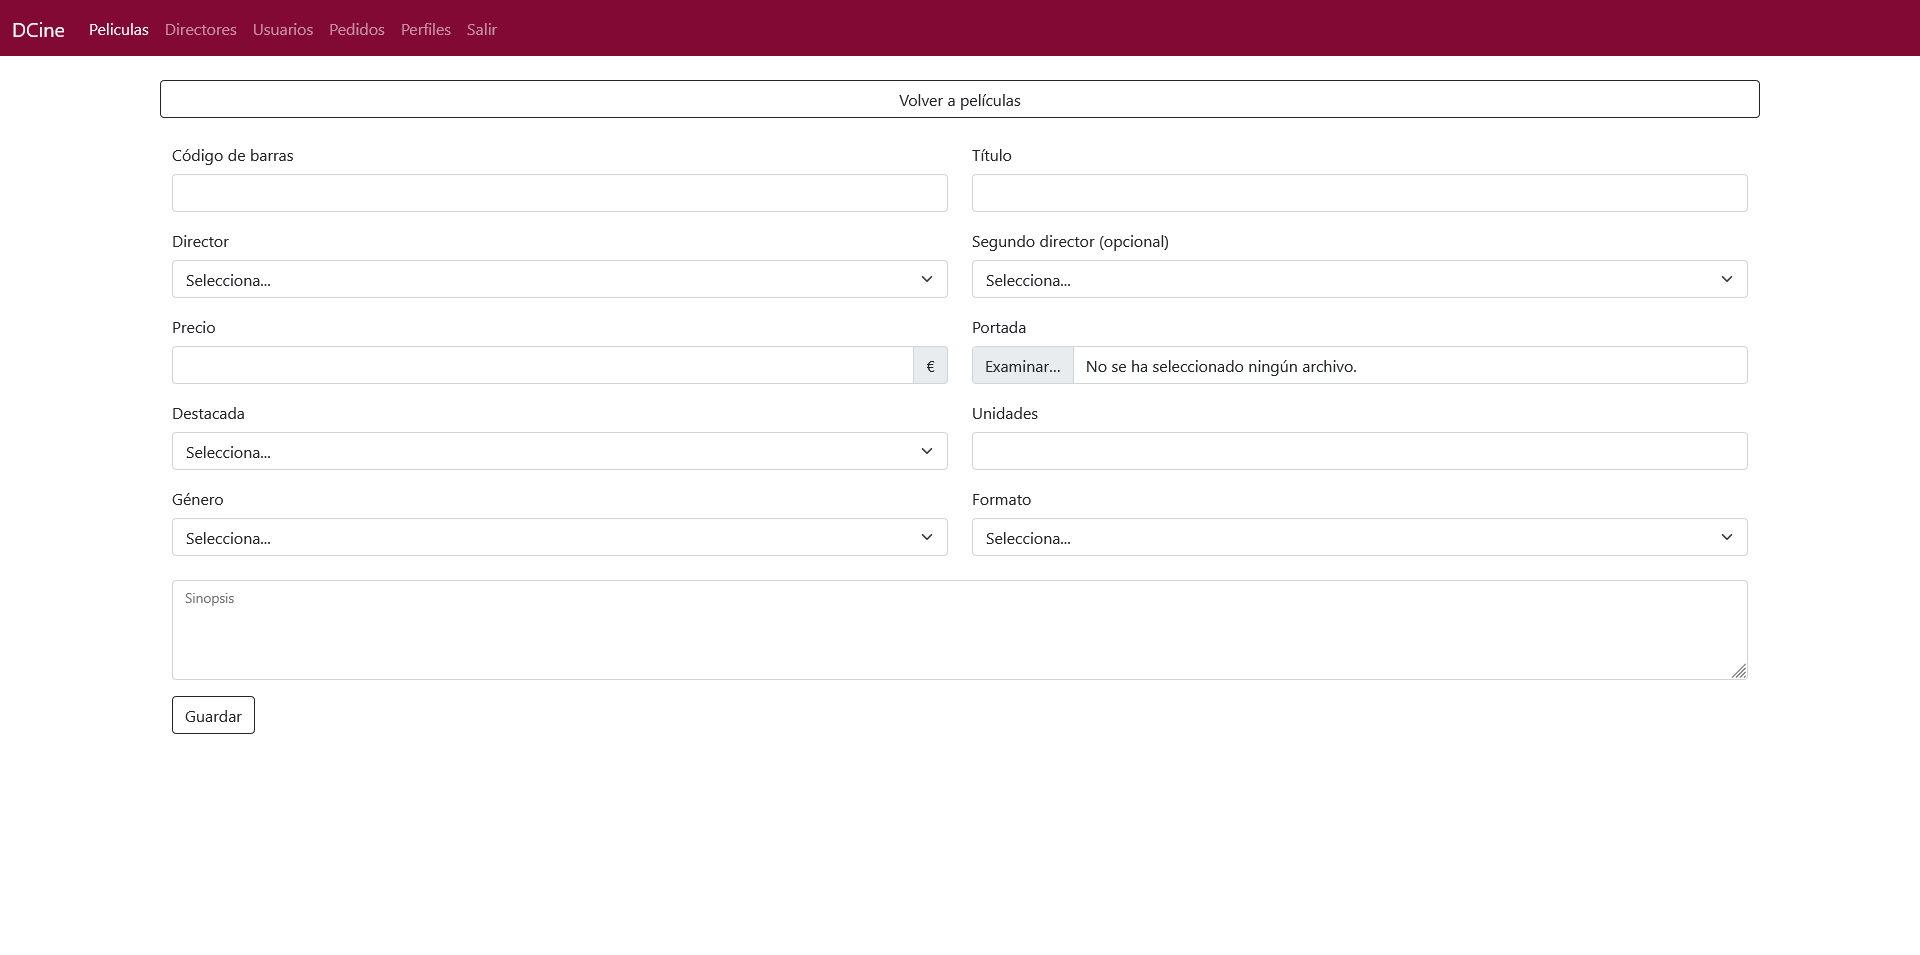 DCine Peliculas Directores Usuarios Pedidos Perfiles Salir
Volver a películas
Código de barras
Título
Director
Selecciona...
Segundo director (opcional)
Selecciona...
Precio
€
Portada
Examinar... No se ha seleccionado ningún archivo.
Destacada
Selecciona...
Unidades
Género
Selecciona...
Formato
Selecciona...
Sinopsis
Guardar